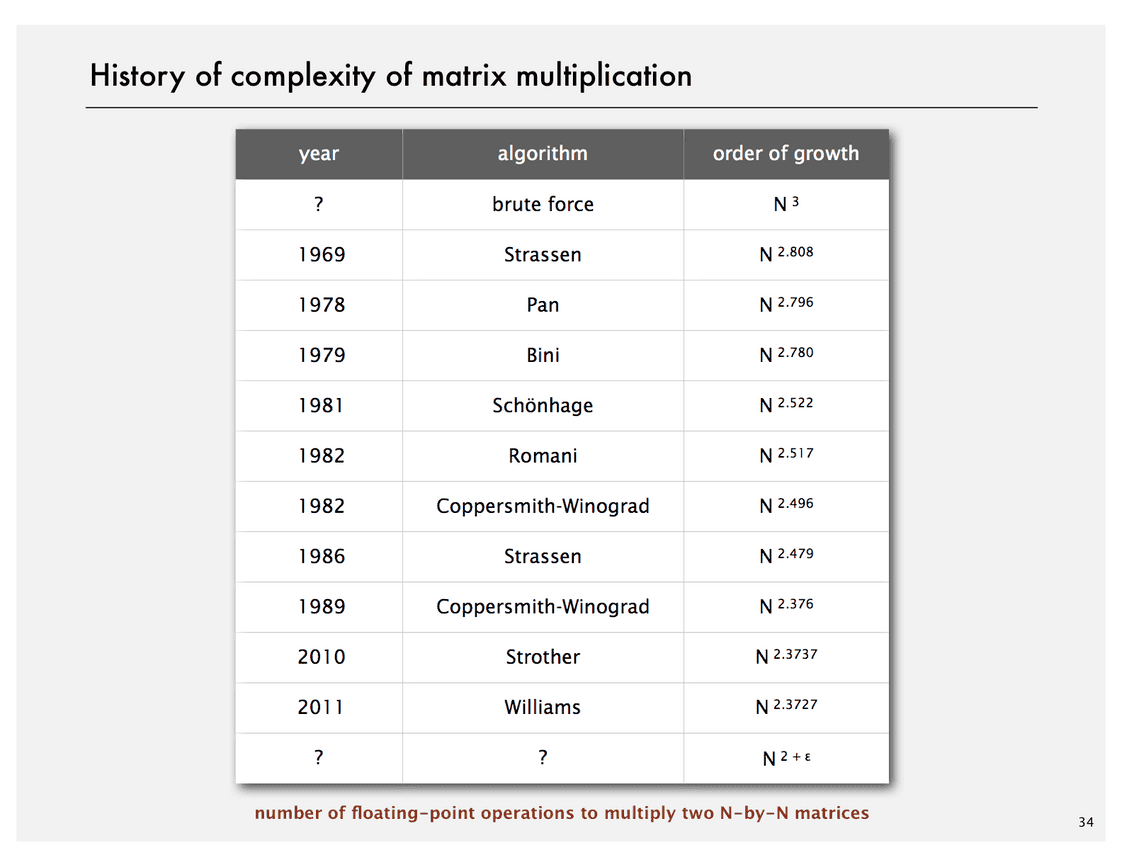 History of complexity of matrix multiplication
year algorithm order of growth
? brute force N 3
1969 Strassen N 2.808
1978 Pan N 2.796
1979 Bini N 2.780
1981 Schönhage N 2.522
1982 Romani N 2.517
1982 Coppersmith-Winograd N 2.496
1986 Strassen N 2.479
1989 Coppersmith-Winograd N 2.376
2010 Strother N 2.3737
2011 Williams N 2.3727
? ? N 2 + ε
number of floating-point operations to multiply two N-by-N matrices
34